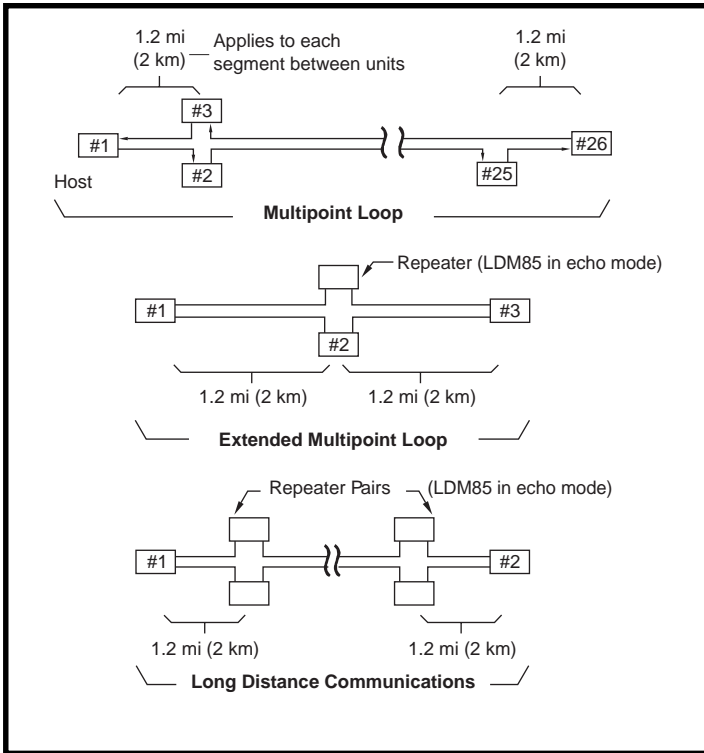 1.2 mi
(2 km)
Applies to each
segment between units
1.2 mi
(2 km)
#3
#1
#26
#2
#25
Host
Multipoint Loop
Repeater (LDM85 in echo mode)
#1
#3
#2
1.2 mi (2 km)
1.2 mi (2 km)
Extended Multipoint Loop
Repeater Pairs
(LDM85 in echo mode)
#1
#2
1.2 mi (2 km)
1.2 mi (2 km)
Long Distance Communications